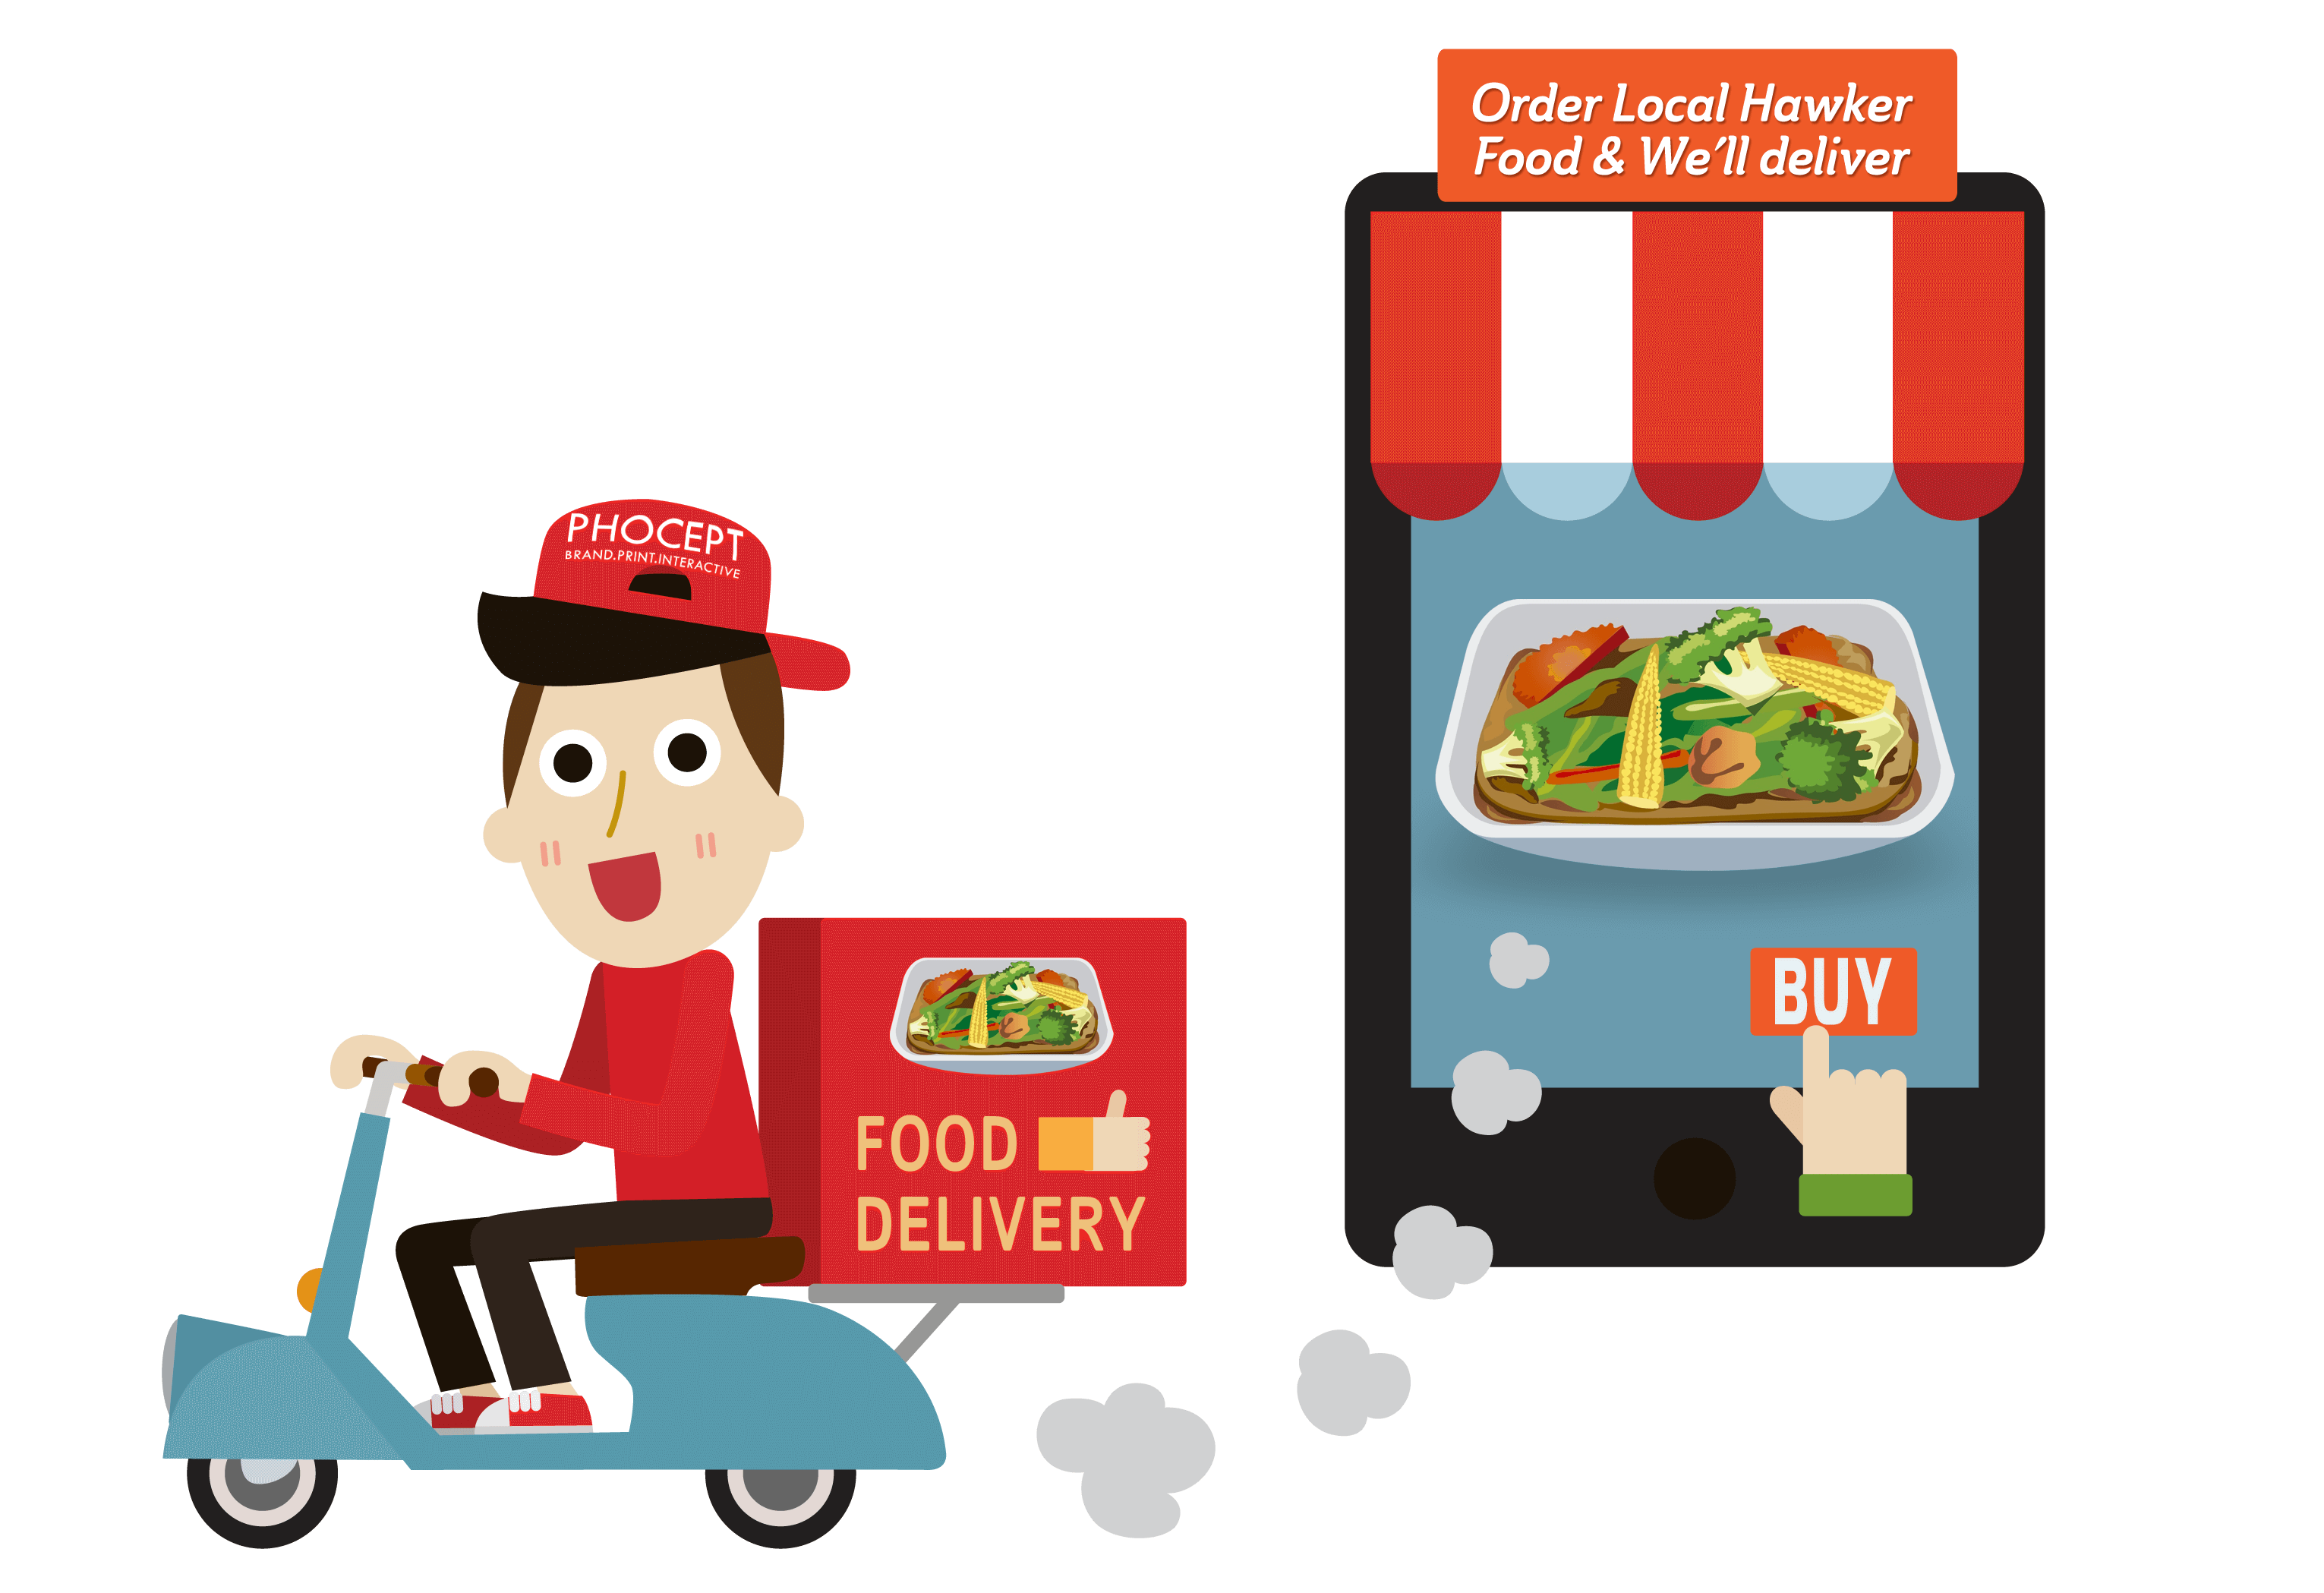 Order Local Hawker
Food & We'll deliver
PHOCEPT
BRAND.PRINT.INTERACTIVE
FOOD
DELIVERY
BUY